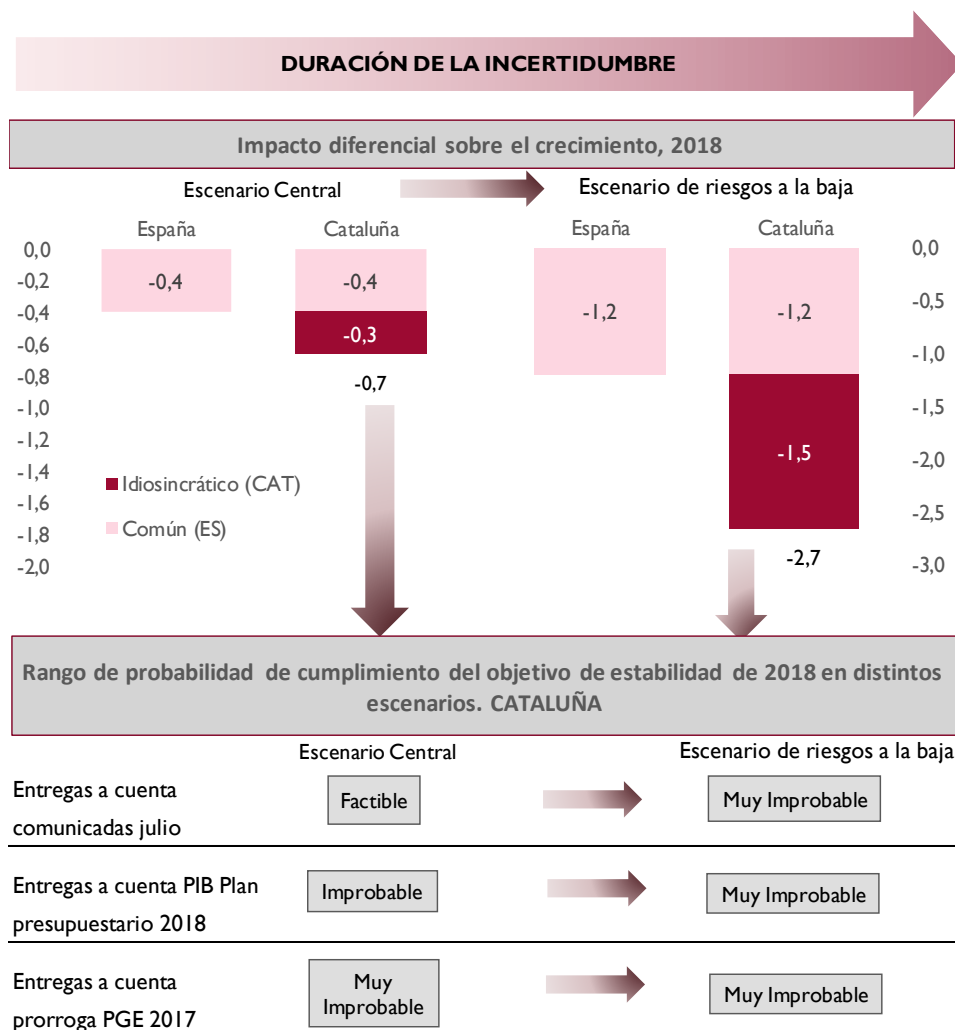 DURACIÓN DE LA INCERTIDUMBRE
Impacto diferencial sobre el crecimiento, 2018
Escenario Central
Escenario de riesgos a la baja
España
Cataluña
España
Cataluña
0,0
-0,2
-0,4
-0,6
-0,8
-1,0
-1,2
-1,4
-1,6
-1,8
-2,0
-0,4
-0,4
-0,3
-0,7
-1,2
-1,2
-1,5
-2,7
0,0
-0,5
-1,0
-1,5
-2,0
-2,5
-3,0
Idiosincrático (CAT)
Común (ES)
Rango de probabilidad de cumplimiento del objetivo de estabilidad de 2018 en distintos
escenarios. CATALUÑA
Escenario Central
Escenario de riesgos a la baja
Entregas a cuenta
comunicadas julio
Factible
Muy Improbable
Entregas a cuenta PIB Plan
presupuestario 2018
Improbable
Muy Improbable
Entregas a cuenta
prorroga PGE 2017
Muy
Improbable
Muy Improbable